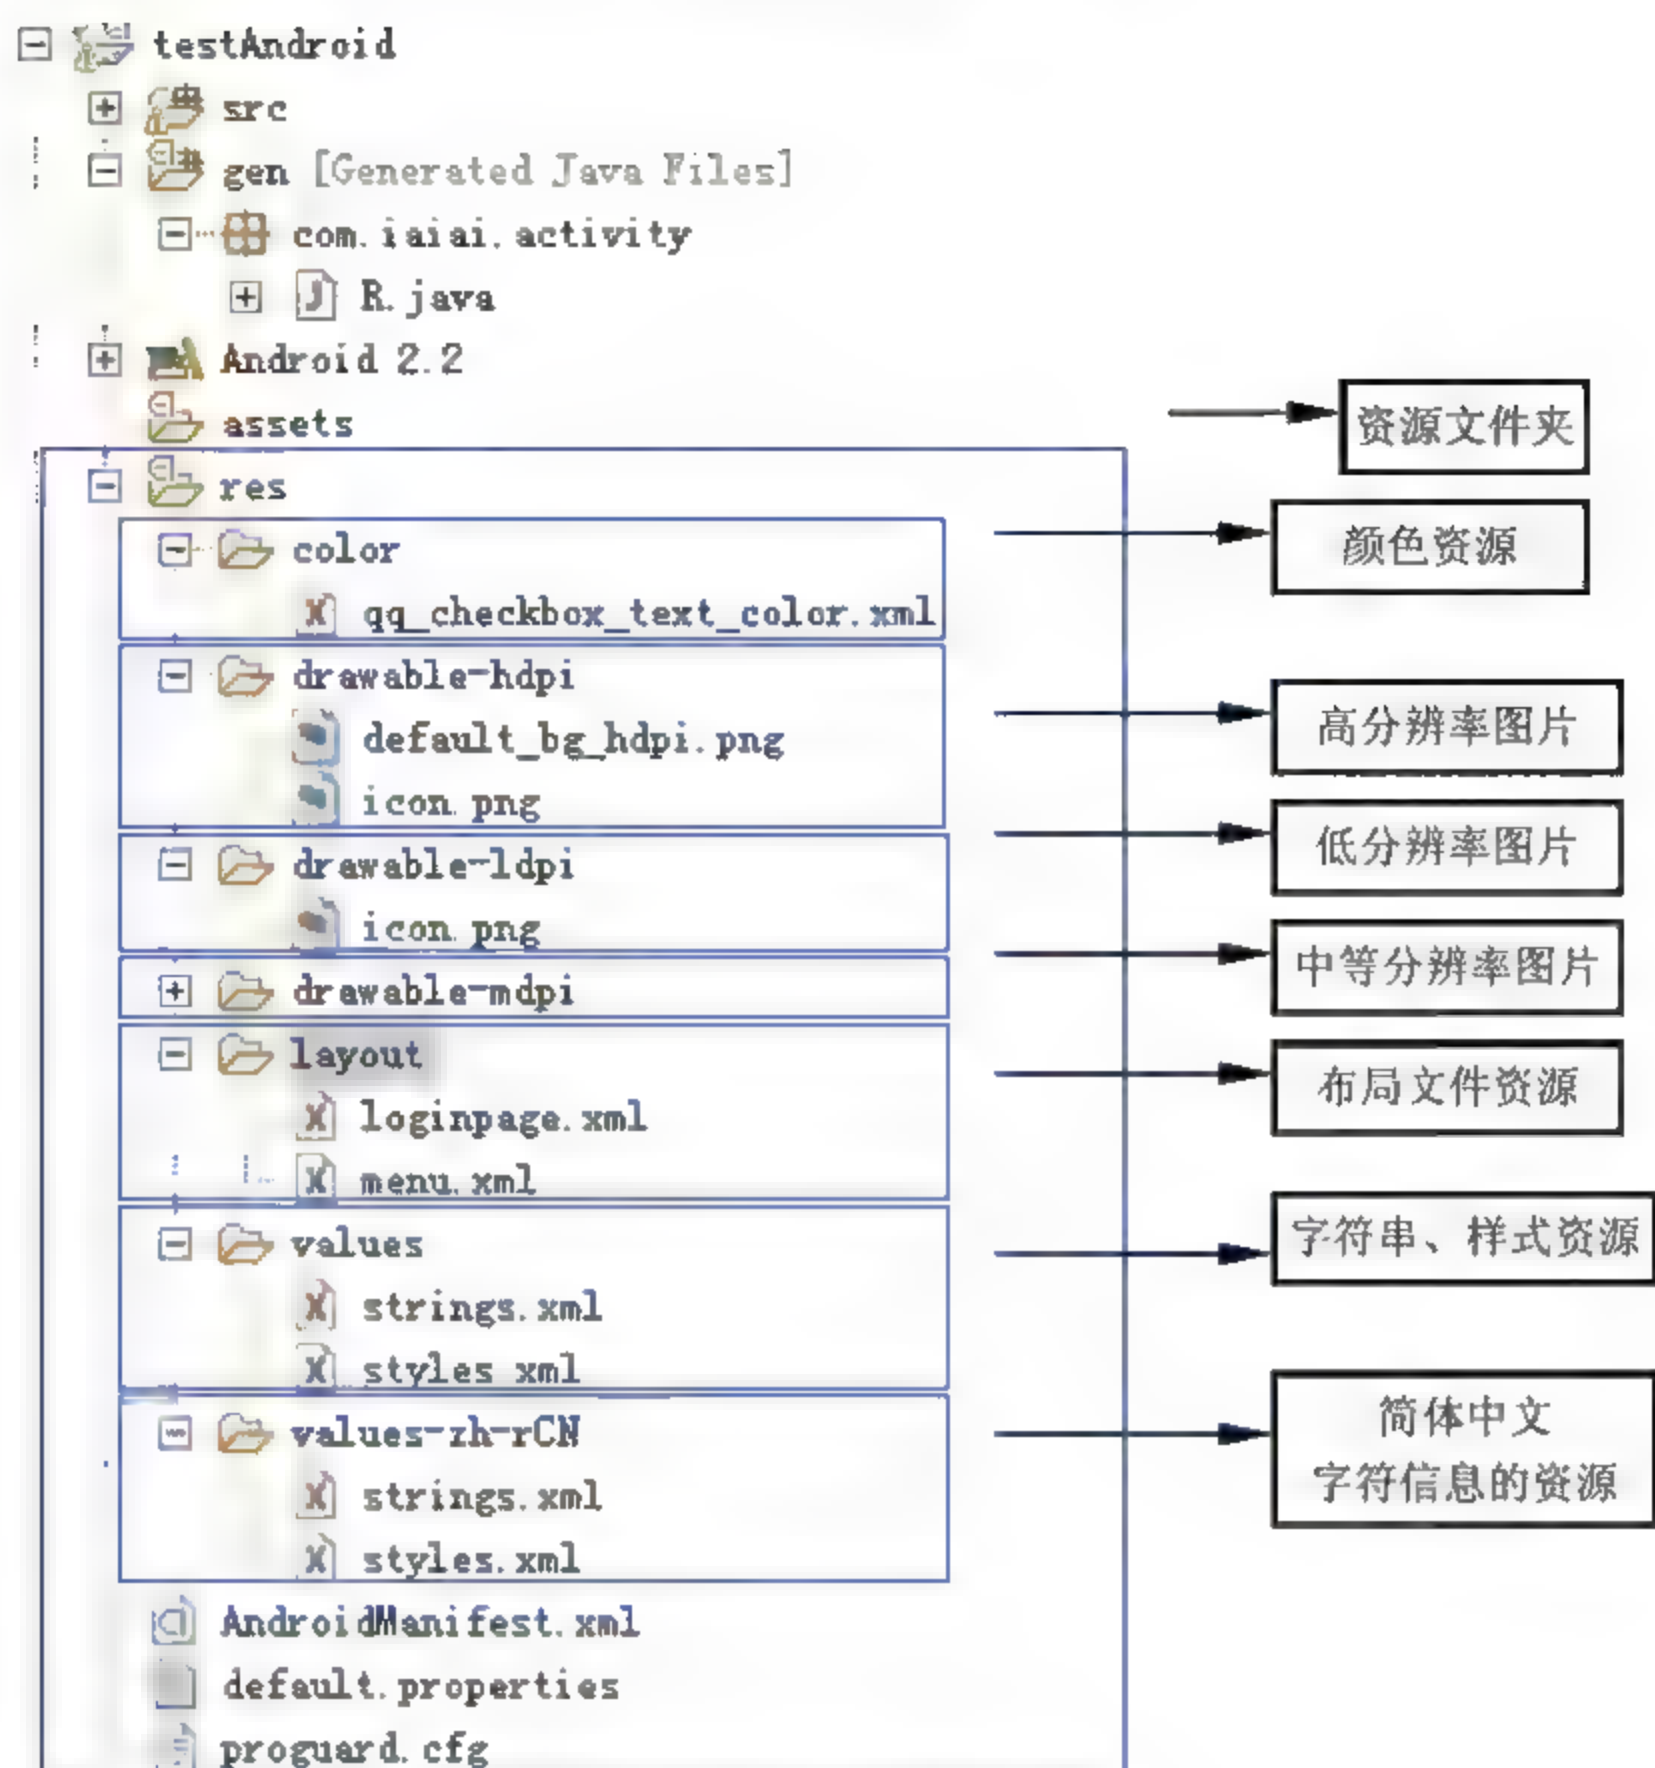 testAndroid
src
gen [Generated Java Files]
com.iaiai.activity
R.java
Android 2.2
assets
res
color
qq_checkbox_text_color.xml
drawable-hdpi
default_bg_hdpi.png
icon.png
drawable-ldpi
icon.png
drawable-mdpi
layout
loginpage.xml
menu.xml
values
strings.xml
styles.xml
values-zh-rCN
strings.xml
styles.xml
AndroidManifest.xml
default.properties
proguard.cfg
资源文件夹
颜色资源
高分辨率图片
低分辨率图片
中等分辨率图片
布局文件资源
字符串、样式资源
简体中文
字符信息的资源